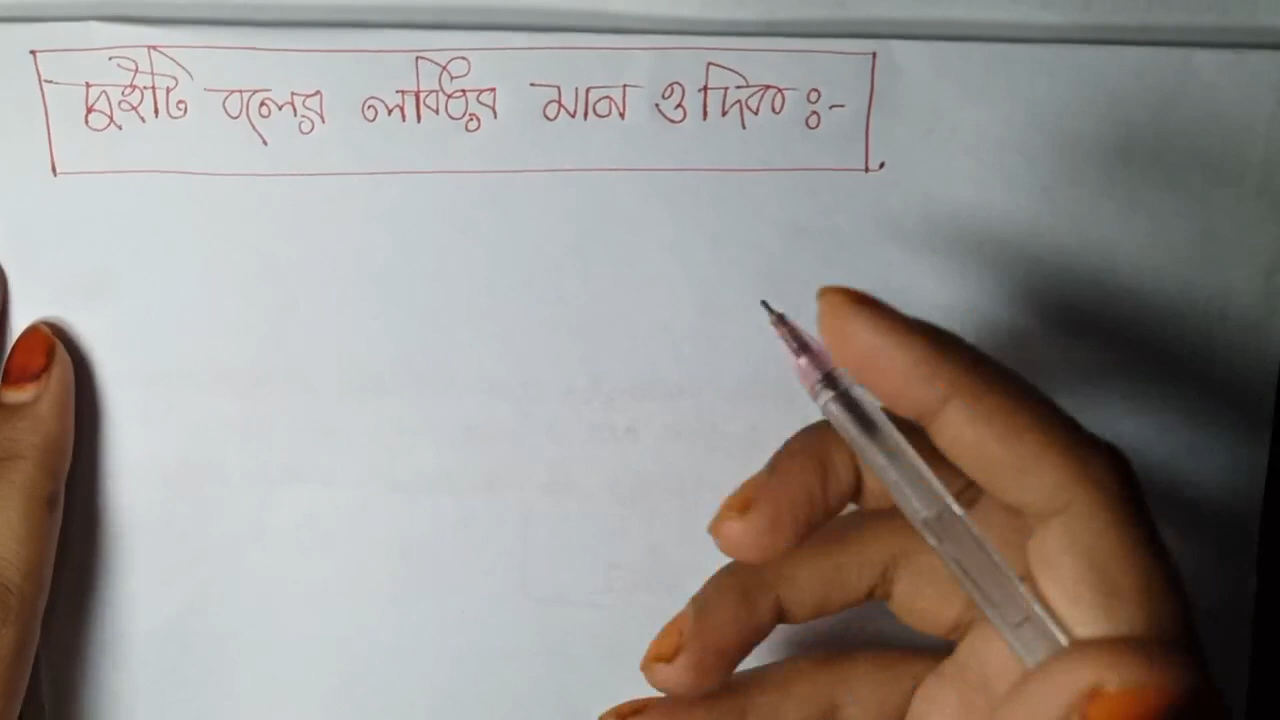 দুইটি বলের লব্ধির মান ও দিক ঃ-